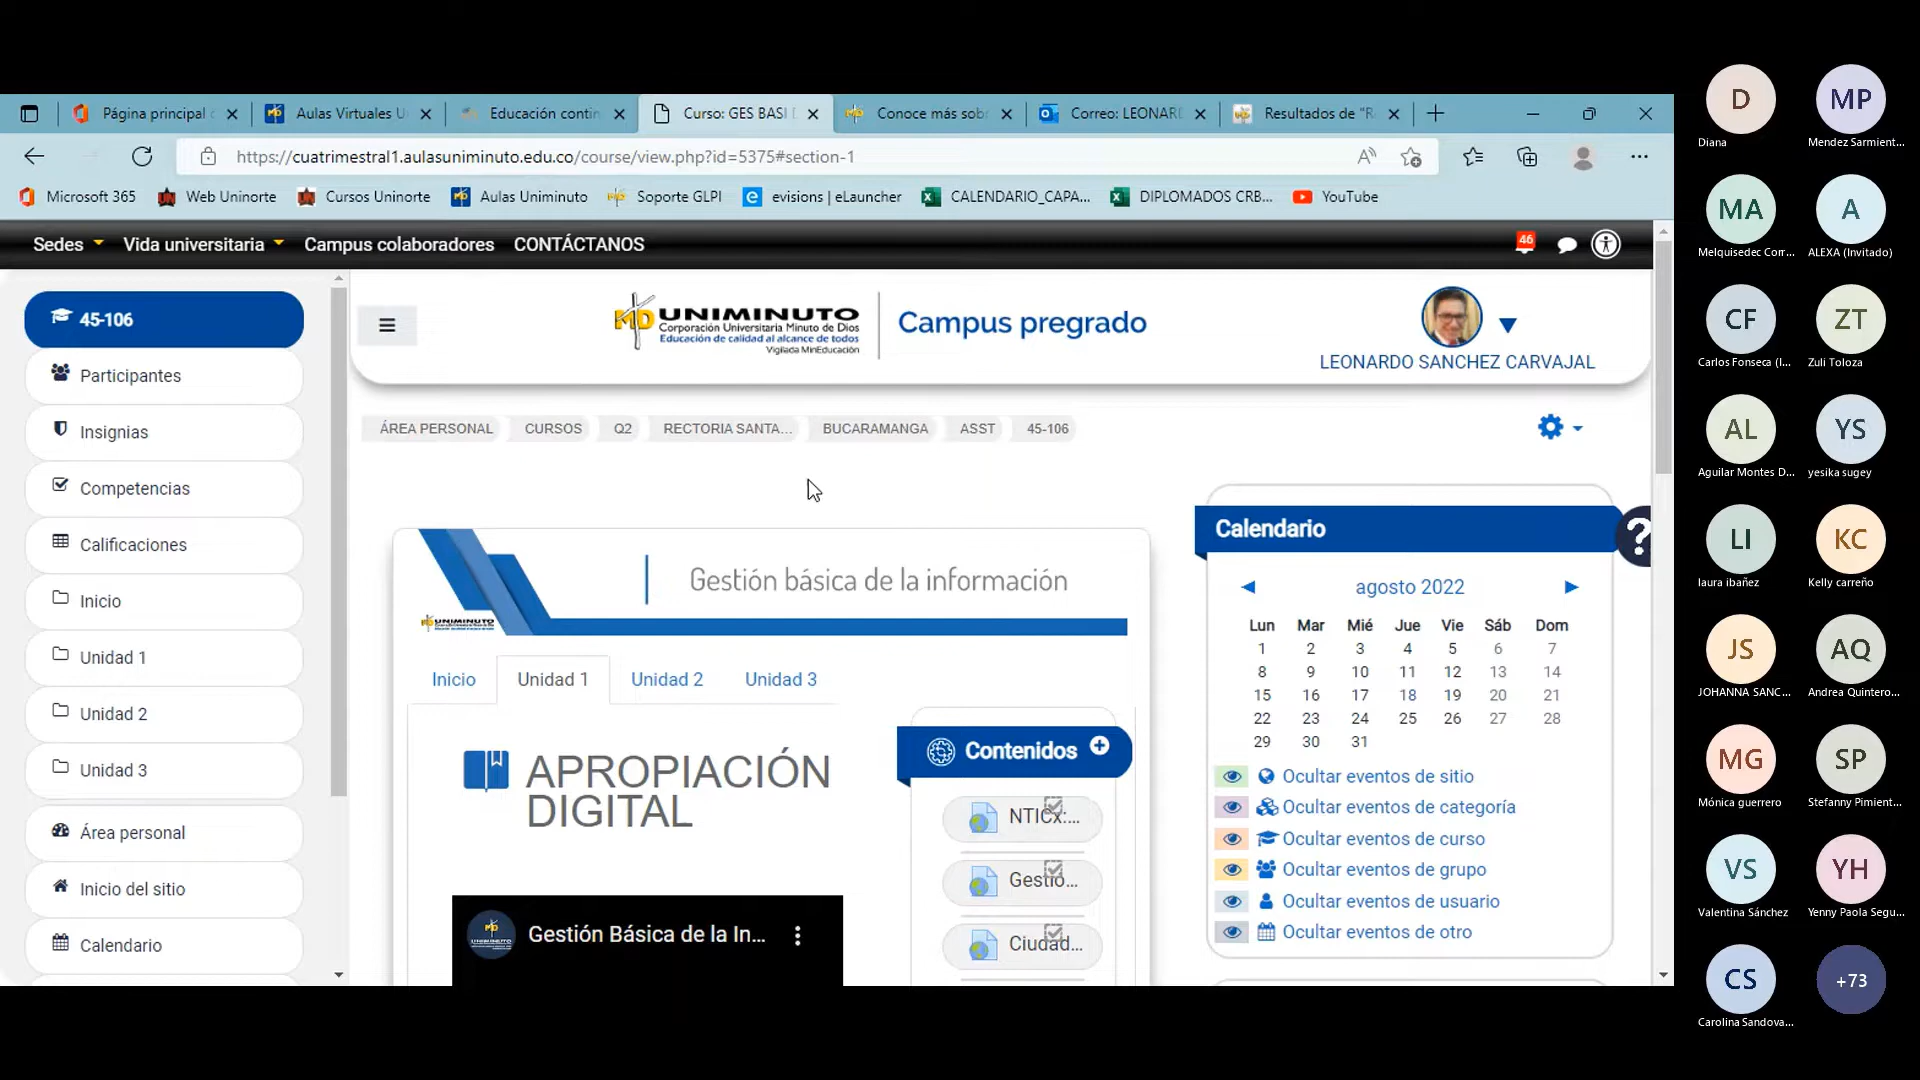 Página principal
Aulas Virtuales U
Educación contin
Curso: GES BASI
Conoce más sob
Correo: LEONAR
Resultados de "R
https://cuatrimestral1.aulasuniminuto.edu.co/course/view.php?id=5375#section-1
Microsoft 365
Web Uninorte
Cursos Uninorte
Aulas Uniminuto
Soporte GLPI
evisions | eLauncher
CALENDARIO_CAPA...
DIPLOMADOS CRB...
YouTube
Sedes
Vida universitaria
Campus colaboradores
CONTÁCTANOS
46
45-106
Participantes
Insignias
Competencias
Calificaciones
Inicio
Unidad 1
Unidad 2
Unidad 3
Área personal
Inicio del sitio
Calendario
UNIMINUTO
Corporación Universitaria Minuto de Dios
Educación de calidad al alcance de todos
Vigilada MinEducación
Campus pregrado
LEONARDO SANCHEZ CARVAJAL
ÁREA PERSONAL
CURSOS
Q2
RECTORIA SANTA...
BUCARAMANGA
ASST
45-106
UNIMINUTO
Gestión básica de la información
Inicio
Unidad 1
Unidad 2
Unidad 3
APROPIACIÓN
DIGITAL
Gestión Básica de la In...
Contenidos
NTICx:...
Gestio...
Ciudad...
Calendario
?
agosto 2022
Lun Mar Mié Jue Vie Sáb Dom
1 2 3 4 5 6 7
8 9 10 11 12 13 14
15 16 17 18 19 20 21
22 23 24 25 26 27 28
29 30 31
Ocultar eventos de sitio
Ocultar eventos de categoría
Ocultar eventos de curso
Ocultar eventos de grupo
Ocultar eventos de usuario
Ocultar eventos de otro
D
Diana
MP
Mendez Sarmient...
MA
Melquisedec Corr...
A
ALEXA (Invitado)
CF
Carlos Fonseca (I...
ZT
Zuli Toloza
AL
Aguilar Montes D...
YS
yesika sugey
LI
laura ibañez
KC
Kelly carreño
JS
JOHANNA SANC...
AQ
Andrea Quintero...
MG
Mónica guerrero
SP
Stefanny Pimient...
VS
Valentina Sánchez
YH
Yenny Paola Segu...
CS
Carolina Sandova...
+73